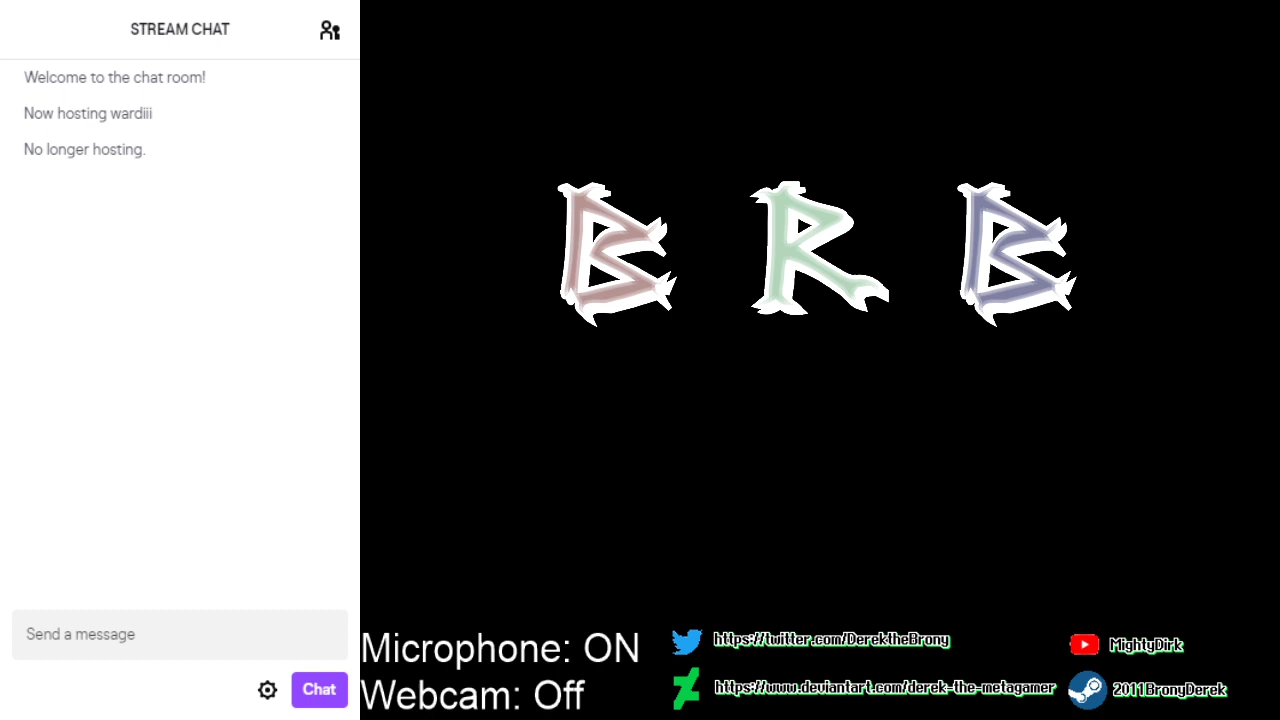 STREAM CHAT
Welcome to the chat room!
Now hosting wardiii
No longer hosting.
Send a message
Chat
B R B
Microphone: ON
Webcam: Off
https://twitter.com/DerektheBrony
https://www.deviantart.com/derek-the-metagamer
MightyDirk
2011BronyDerek